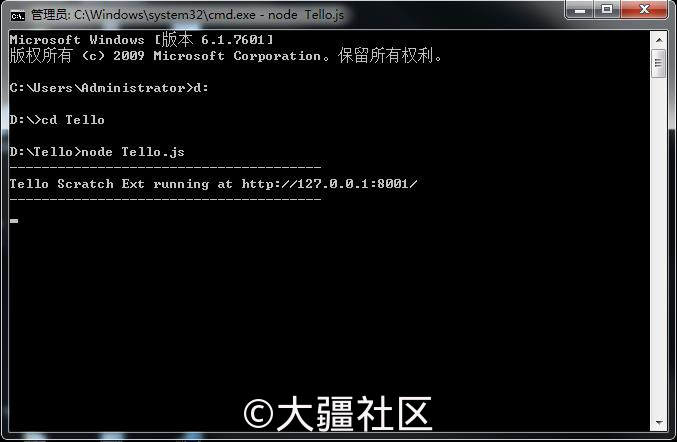 管理员: C:\Windows\system32\cmd.exe - node  Tello.js
Microsoft Windows [版本 6.1.7601]
版权所有 (c) 2009 Microsoft Corporation。保留所有权利。
C:\Users\Administrator>d:
D:\>cd Tello
D:\Tello>node Tello.js
---------------------------------------
Tello Scratch Ext running at http://127.0.0.1:8001/
---------------------------------------
©大疆社区